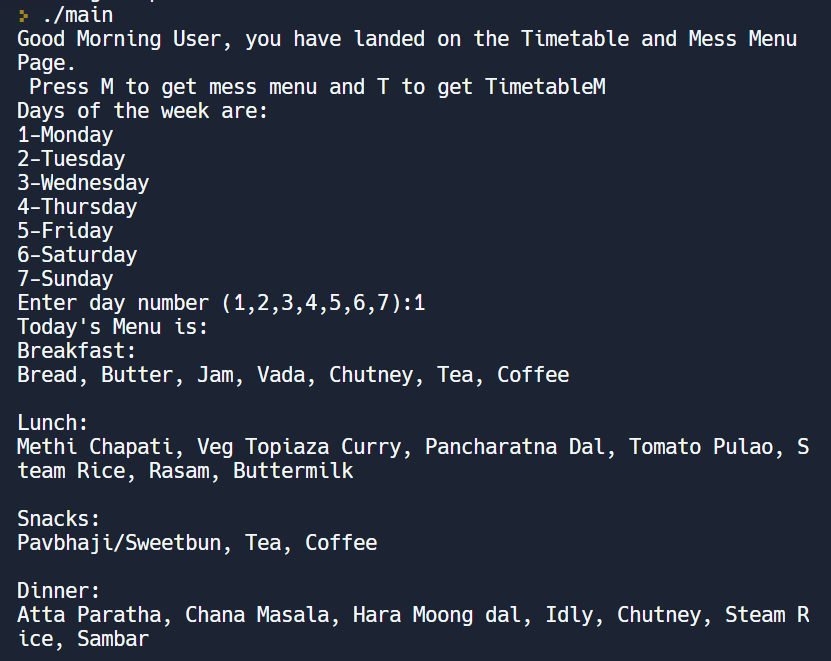 > ./main
Good Morning User, you have landed on the Timetable and Mess Menu
Page.
 Press M to get mess menu and T to get TimetableM
Days of the week are:
1-Monday
2-Tuesday
3-Wednesday
4-Thursday
5-Friday
6-Saturday
7-Sunday
Enter day number (1,2,3,4,5,6,7):1
Today's Menu is:
Breakfast:
Bread, Butter, Jam, Vada, Chutney, Tea, Coffee

Lunch:
Methi Chapati, Veg Topiaza Curry, Pancharatna Dal, Tomato Pulao, S
team Rice, Rasam, Buttermilk

Snacks:
Pavbhaji/Sweetbun, Tea, Coffee

Dinner:
Atta Paratha, Chana Masala, Hara Moong dal, Idly, Chutney, Steam R
ice, Sambar